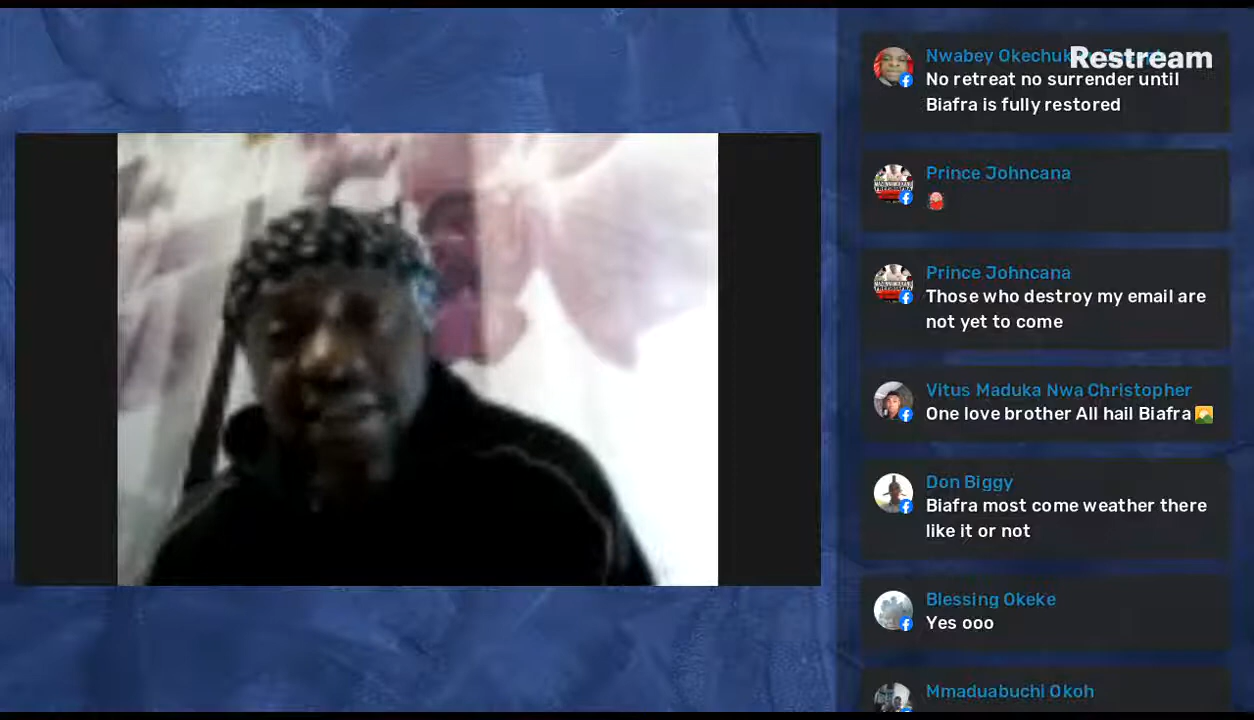 Restream
Nwabey Okechuk
No retreat no surrender until
Biafra is fully restored
Prince Johncana
Prince Johncana
Those who destroy my email are
not yet to come
Vitus Maduka Nwa Christopher
One love brother All hail Biafra
Don Biggy
Biafra most come weather there
like it or not
Blessing Okeke
Yes ooo
Mmaduabuchi Okoh